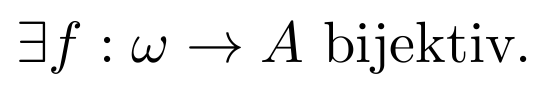 ∃f : ω → A bijektiv.